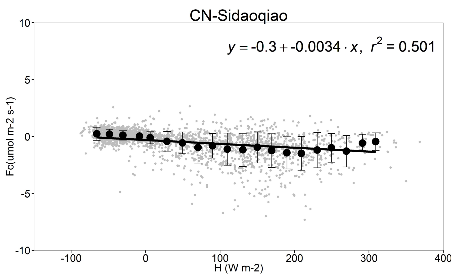 CN-Sidaoqiao
y = -0.3 + -0.0034 · x, r² = 0.501
10
5
0
-5
-10
Fc(umol m-2 s-1)
-100 0 100 200 300 400
H (W m-2)